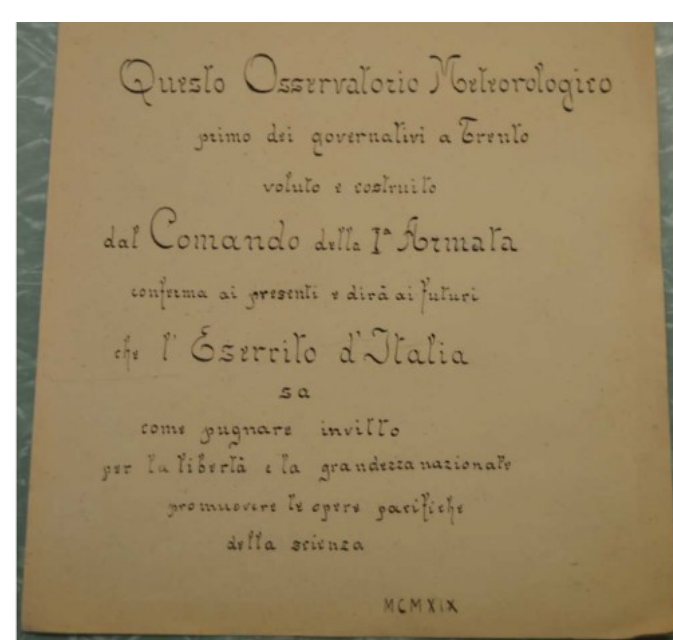 Questo Osservatorio Meteorologico
primo dei governativi a Trento
voluto e costruito
dal Comando della Iª Armata
conferma ai presenti e dirà ai futuri
che l' Esercito d'Italia
sa
come pugnare invitto
per la libertà e la grandezza nazionale
promuovere le opere pacifiche
della scienza
MCMXIX